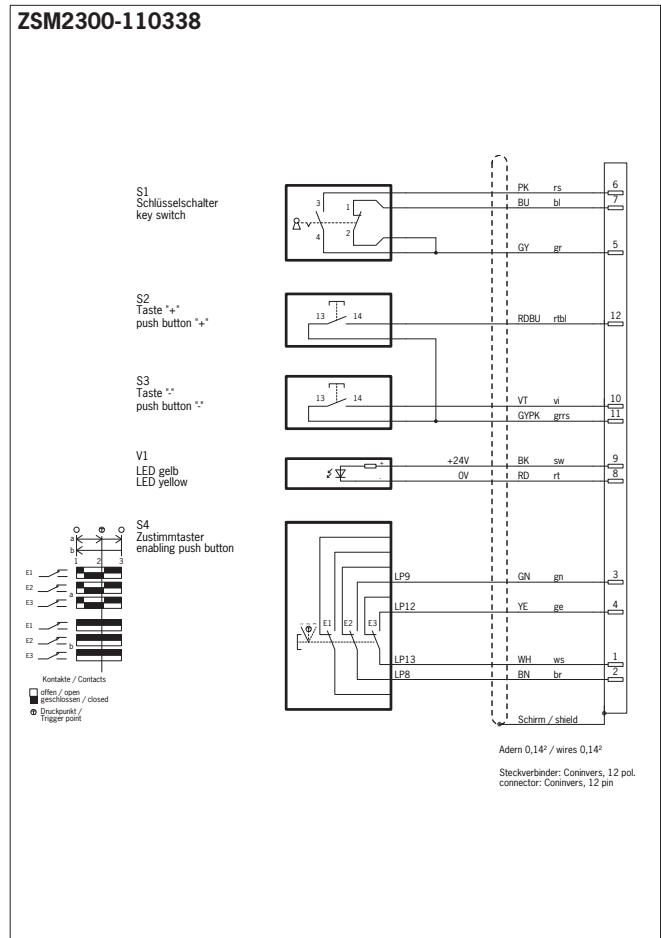 ZSM2300-110338
S1
Schlüsselschalter
key switch
3
1
4
2
PK rs 6
BU bl 7
GY gr 5
S2
Taste "+"
push button "+"
13 14
RDBU rtbl 12
S3
Taste "-"
push button "-"
13 14
VT vi 10
GYPK grrs 11
V1
LED gelb
LED yellow
+
-
+24V BK sw 9
0V RD rt 8
S4
Zustimmtaster
enabling push button
a
b
1 2 3
E1
E2 a
E3
E1
E2 b
E3
Kontakte / Contacts
offen / open
geschlossen / closed
Druckpunkt /
Trigger point
E1 E2 E3
LP9 GN gn 3
LP12 YE ge 4
LP13 WH ws 1
LP8 BN br 2
Schirm / shield
Adern 0,14² / wires 0,14²
Steckverbinder: Coninvers, 12 pol.
connector: Coninvers, 12 pin